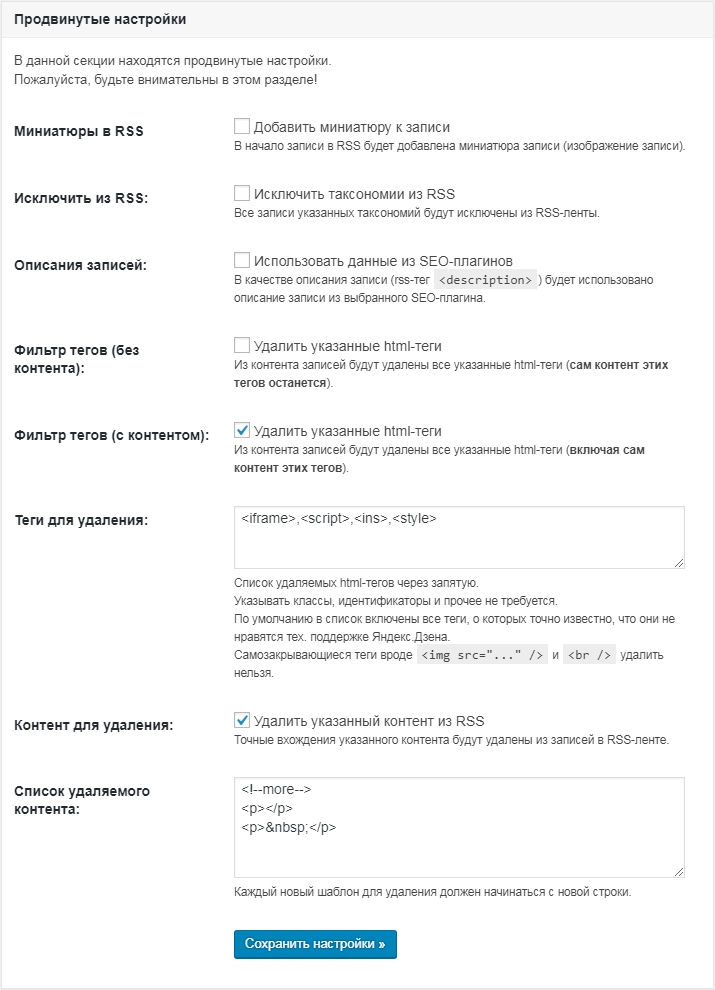 Продвинутые настройки
В данной секции находятся продвинутые настройки.
Пожалуйста, будьте внимательны в этом разделе!
Миниатюры в RSS
Добавить миниатюру к записи
В начало записи в RSS будет добавлена миниатюра записи (изображение записи).
Исключить из RSS:
Исключить таксономии из RSS
Все записи указанных таксономий будут исключены из RSS-ленты.
Описания записей:
Использовать данные из SEO-плагинов
В качестве описания записи (rss-тег <description> ) будет использовано
описание записи из выбранного SEO-плагина.
Фильтр тегов (без
контента):
Удалить указанные html-теги
Из контента записей будут удалены все указанные html-теги (сам контент этих
тегов останется).
Фильтр тегов (с контентом):
Удалить указанные html-теги
Из контента записей будут удалены все указанные html-теги (включая сам
контент этих тегов).
Теги для удаления:
<iframe>,<script>,<ins>,<style>
Список удаляемых html-тегов через запятую.
Указывать классы, идентификаторы и прочее не требуется.
По умолчанию в список включены все теги, о которых точно известно, что они не
нравятся тех. поддержке Яндекс.Дзена.
Самозакрывающиеся теги вроде <img src="..." /> и <br /> удалить
нельзя.
Контент для удаления:
Удалить указанный контент из RSS
Точные вхождения указанного контента будут удалены из записей в RSS-ленте.
Список удаляемого
контента:
<!--more-->
<p></p>
<p>&nbsp;</p>
Каждый новый шаблон для удаления должен начинаться с новой строки.
Сохранить настройки »